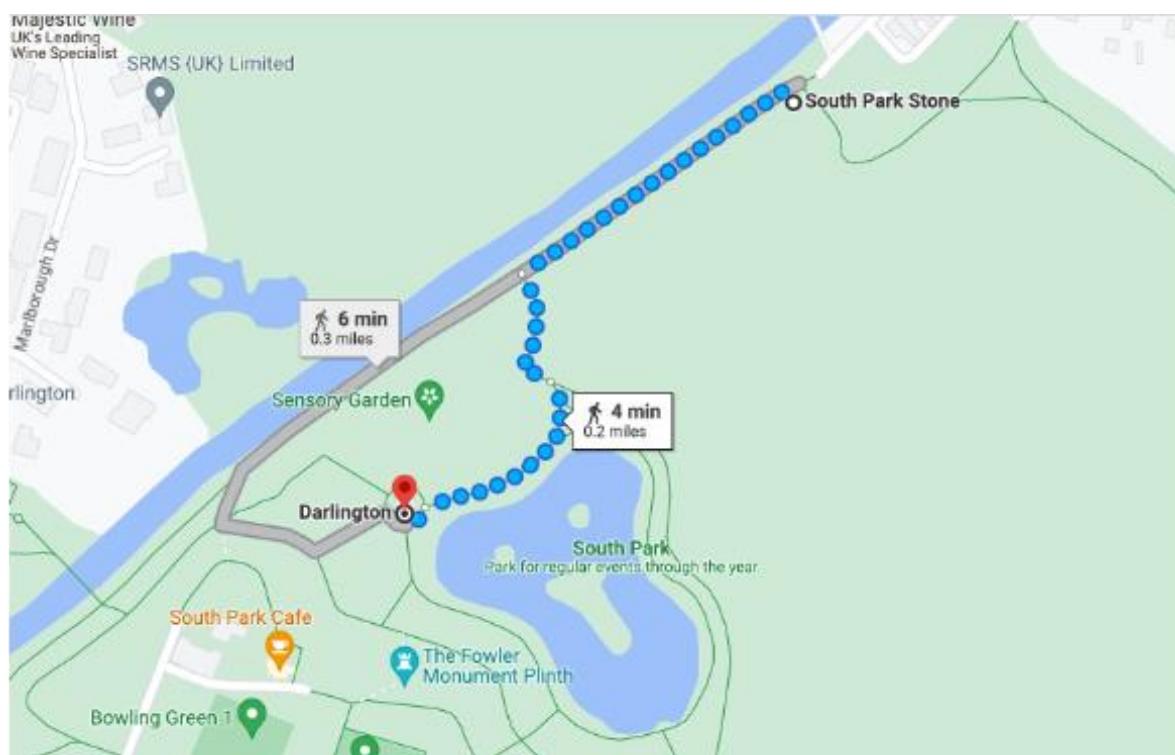 Majestic Wine
UK's Leading
Wine Specialist
SRMS (UK) Limited
South Park Stone
Marlborough Dr
6 min
0.3 miles
rlington
Sensory Garden
4 min
0.2 miles
Darlington
South Park
Park for regular events through the year
South Park Cafe
The Fowler
Monument Plinth
Bowling Green 1